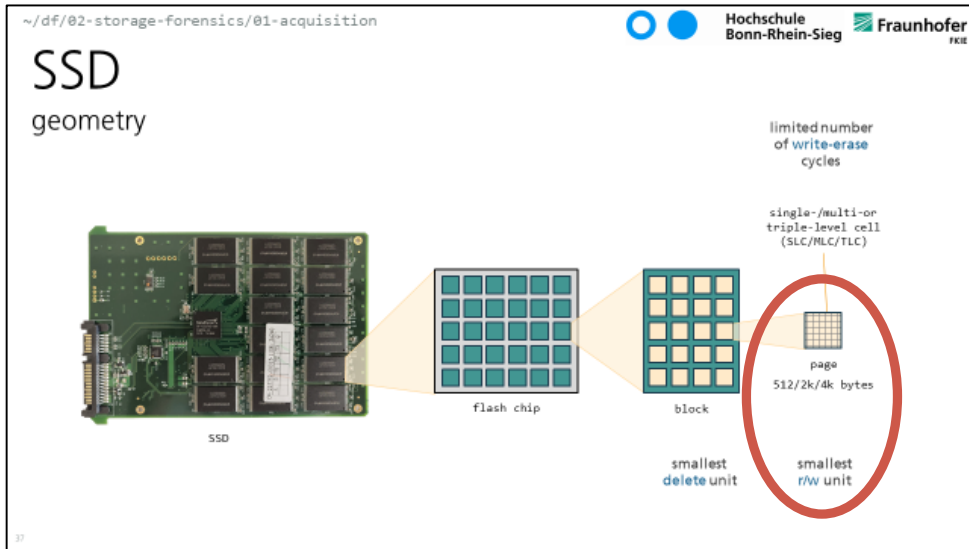 ~/df/02-storage-forensics/01-acquisition
Hochschule
Bonn-Rhein-Sieg
Fraunhofer
FKIE
SSD
geometry
limited number
of write-erase
cycles
single-/multi-or
triple-level cell
(SLC/MLC/TLC)
page
512/2k/4k bytes
flash chip
block
SSD
smallest
delete unit
smallest
r/w unit
37